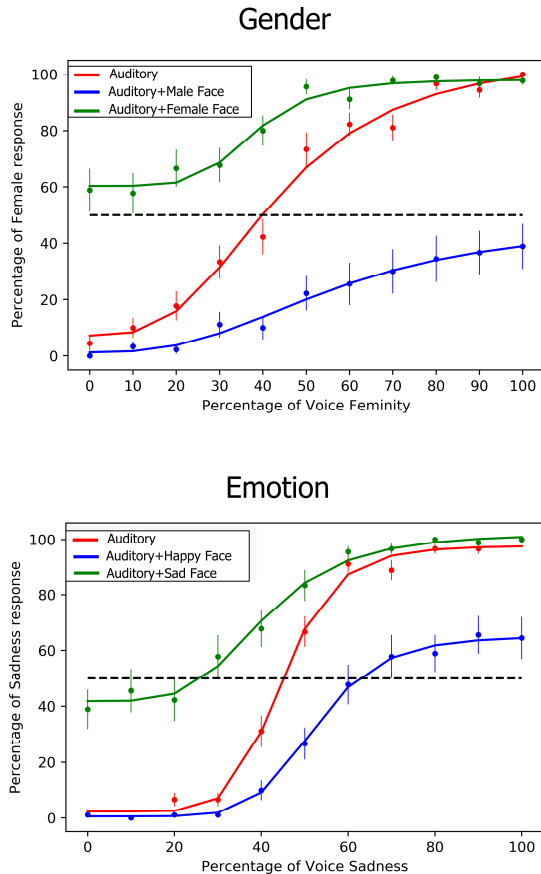 Gender
Auditory
Auditory+Male Face
Auditory+Female Face
Percentage of Female response
100
80
60
40
20
0
0 10 20 30 40 50 60 70 80 90 100
Percentage of Voice Feminity
Emotion
Auditory
Auditory+Happy Face
Auditory+Sad Face
Percentage of Sadness response
100
80
60
40
20
0
0 20 40 60 80 100
Percentage of Voice Sadness